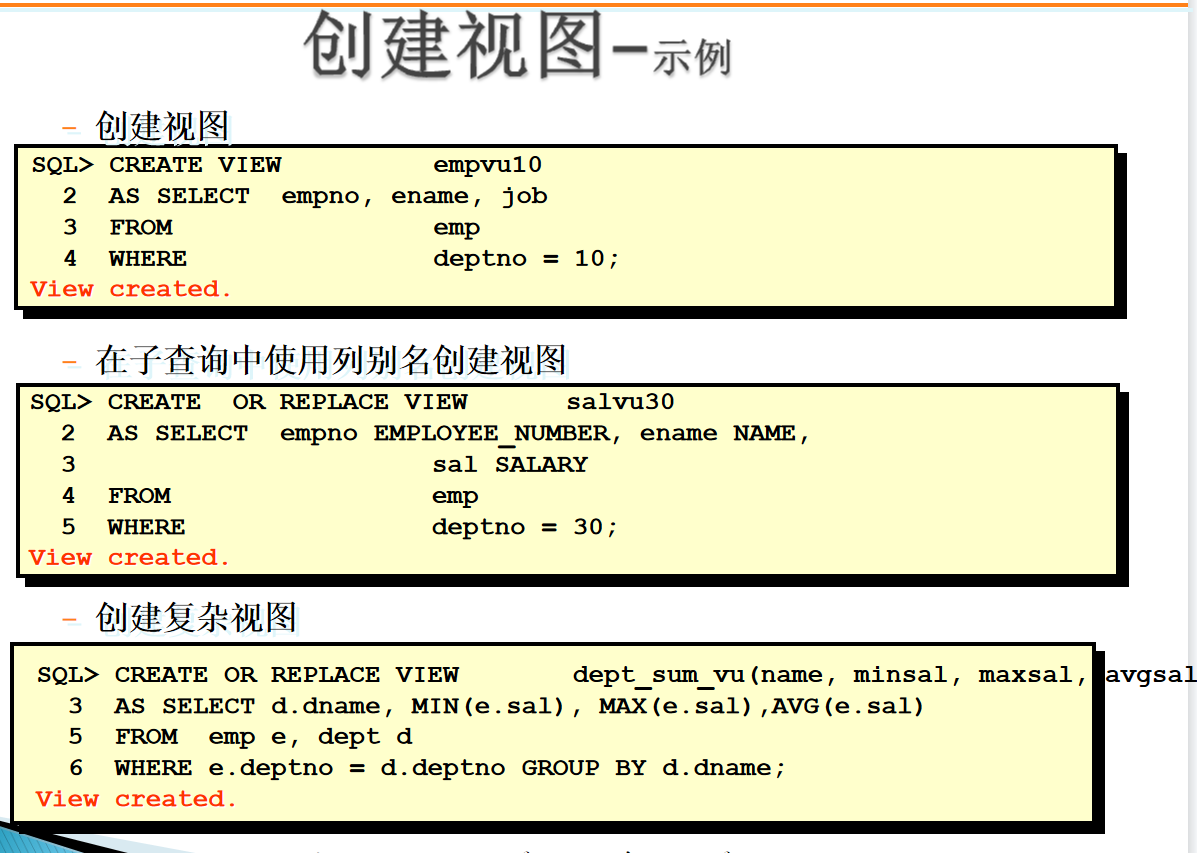 创建视图–示例
– 创建视图
SQL> CREATE VIEW empvu10
2 AS SELECT empno, ename, job
3 FROM emp
4 WHERE deptno = 10;
View created.
– 在子查询中使用列别名创建视图
SQL> CREATE OR REPLACE VIEW salvu30
2 AS SELECT empno EMPLOYEE_NUMBER, ename NAME,
3 sal SALARY
4 FROM emp
5 WHERE deptno = 30;
View created.
– 创建复杂视图
SQL> CREATE OR REPLACE VIEW dept_sum_vu(name, minsal, maxsal, avgsal
3 AS SELECT d.dname, MIN(e.sal), MAX(e.sal),AVG(e.sal)
5 FROM emp e, dept d
6 WHERE e.deptno = d.deptno GROUP BY d.dname;
View created.